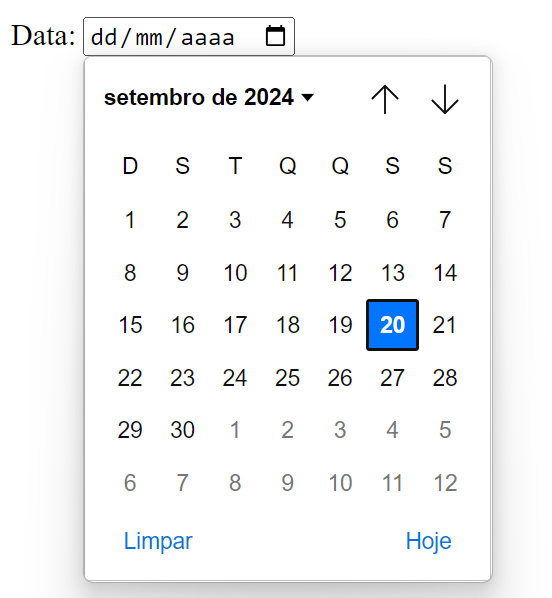 Data: dd/mm/aaaa
setembro de 2024
D S T Q Q S S
1 2 3 4 5 6 7
8 9 10 11 12 13 14
15 16 17 18 19 20 21
22 23 24 25 26 27 28
29 30 1 2 3 4 5
6 7 8 9 10 11 12
Limpar Hoje